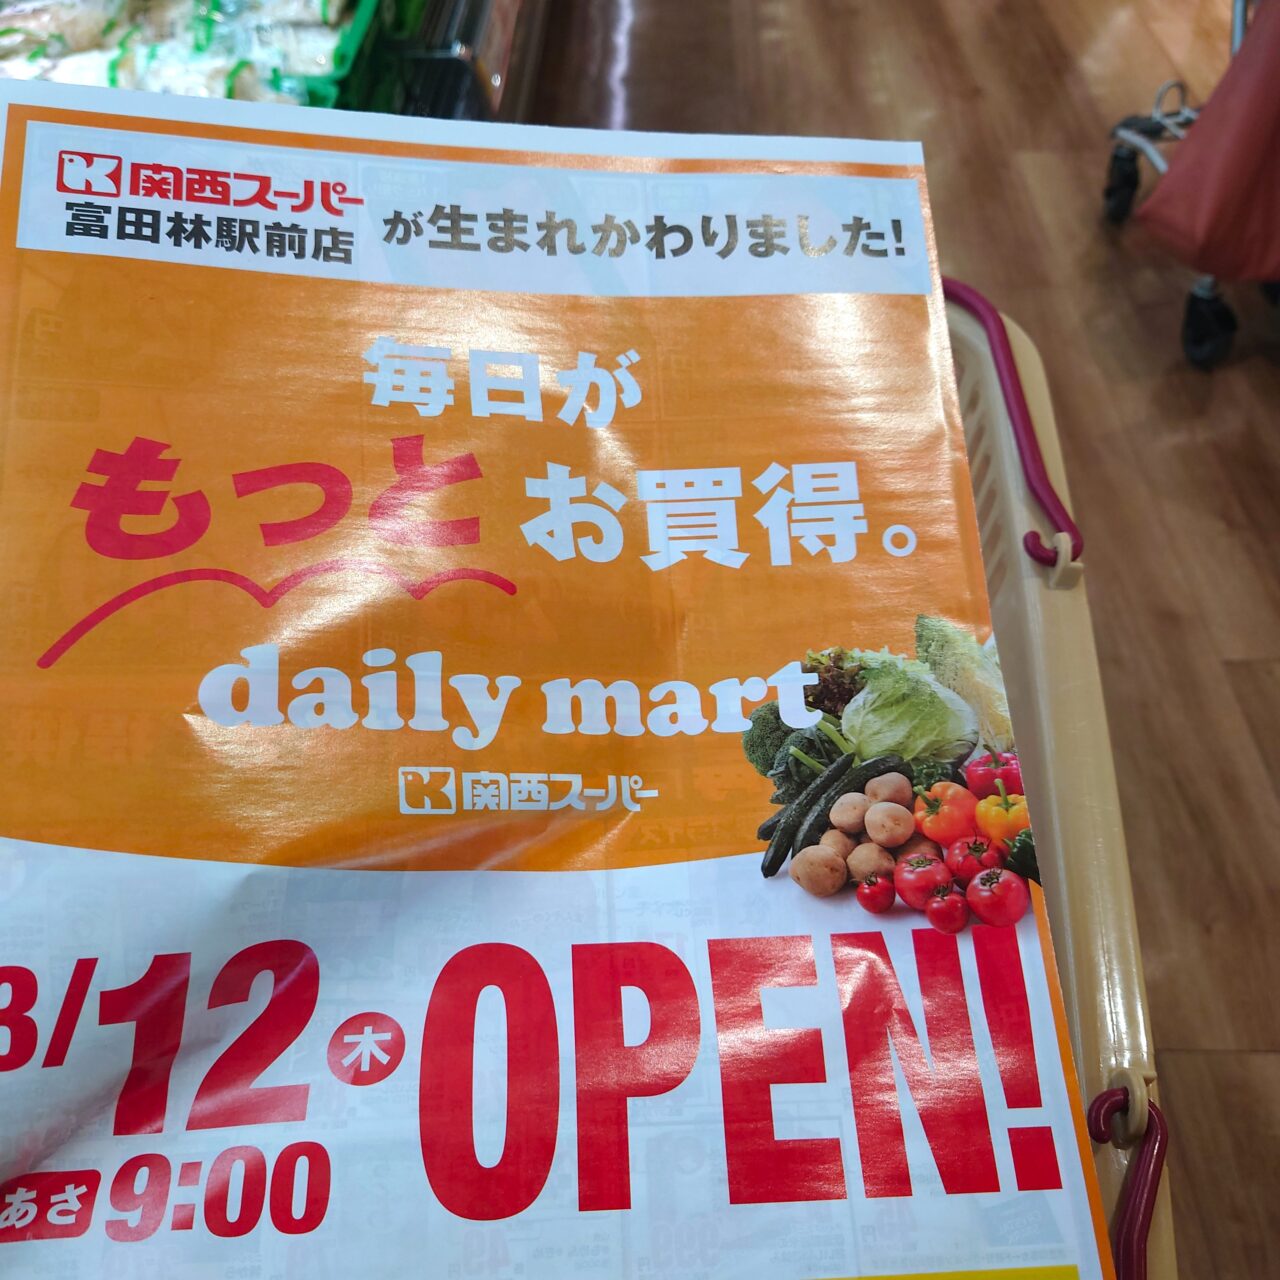 関西スーパー
富田林駅前店
が生まれかわりました!
毎日が
もっとお買得。
daily mart
関西スーパー
3/12 木 OPEN!
あさ 9:00